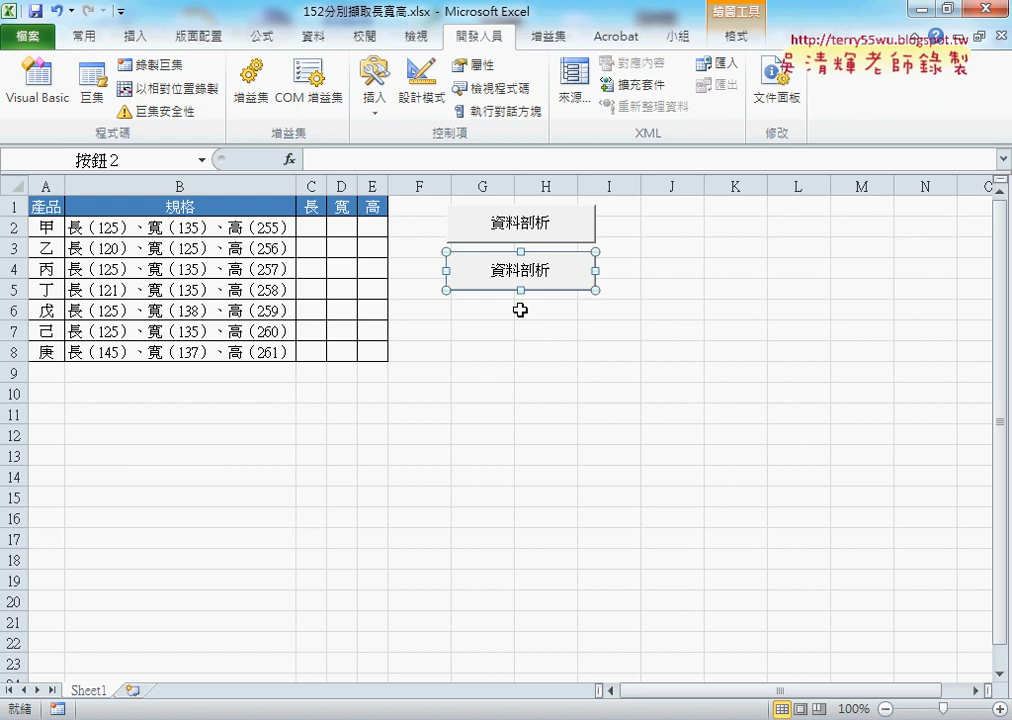 152分別擷取長寬高.xlsx - Microsoft Excel
繪圖工具
檔案 常用 插入 版面配置 公式 資料 校閱 檢視 開發人員 增益集 Acrobat 小組 格式
http://terry55wu.blogspot.tw
吳清輝老師錄製
Visual Basic 巨集 錄製巨集 以相對位置錄製 巨集安全性
程式碼
增益集 COM 增益集
增益集
插入 設計模式 屬性 檢視程式碼 執行對話方塊
控制項
來源... 對應內容 擴充套件 重新整理資料 匯入 匯出
XML
文件面板
修改
按鈕 2 fx
A B C D E F G H I J K L M N
1 產品 規格 長 寬 高
2 甲 長（125）、寬（135）、高（255）
3 乙 長（120）、寬（125）、高（256）
4 丙 長（125）、寬（135）、高（257）
5 丁 長（121）、寬（135）、高（258）
6 戊 長（125）、寬（138）、高（259）
7 己 長（125）、寬（135）、高（260）
8 庚 長（145）、寬（137）、高（261）
資料剖析
資料剖析
9
10
11
12
13
14
15
16
17
18
19
20
21
22
23
Sheet1
就緒 100%